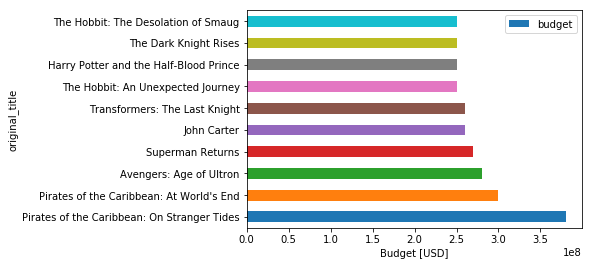 The Hobbit: The Desolation of Smaug
The Dark Knight Rises
Harry Potter and the Half-Blood Prince
The Hobbit: An Unexpected Journey
Transformers: The Last Knight
John Carter
Superman Returns
Avengers: Age of Ultron
Pirates of the Caribbean: At World's End
Pirates of the Caribbean: On Stranger Tides
original_title
budget
0.0 0.5 1.0 1.5 2.0 2.5 3.0 3.5
Budget [USD]
1e8